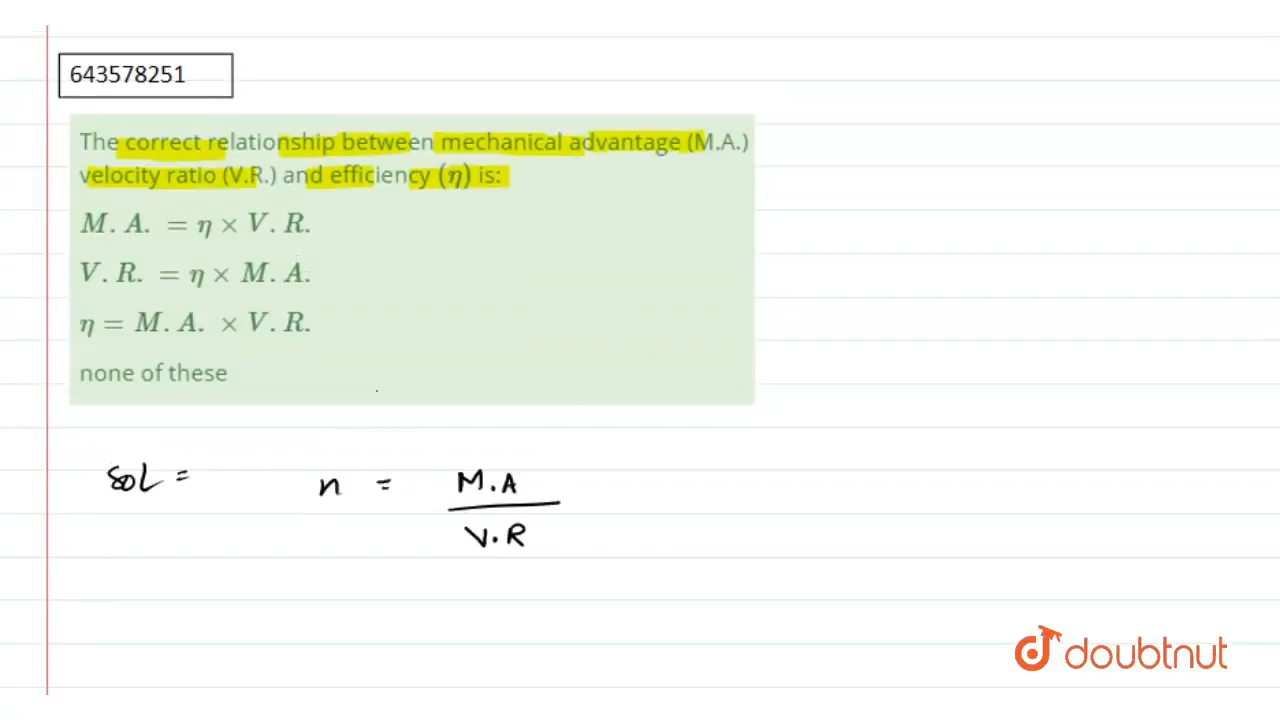 643578251
The correct relationship between mechanical advantage (M.A.)
velocity ratio (V.R.) and efficiency (η) is:
M. A. = η × V. R.
V. R. = η × M. A.
η = M. A. × V. R.
none of these
SOL = n = M.A
V.R
doubtnut